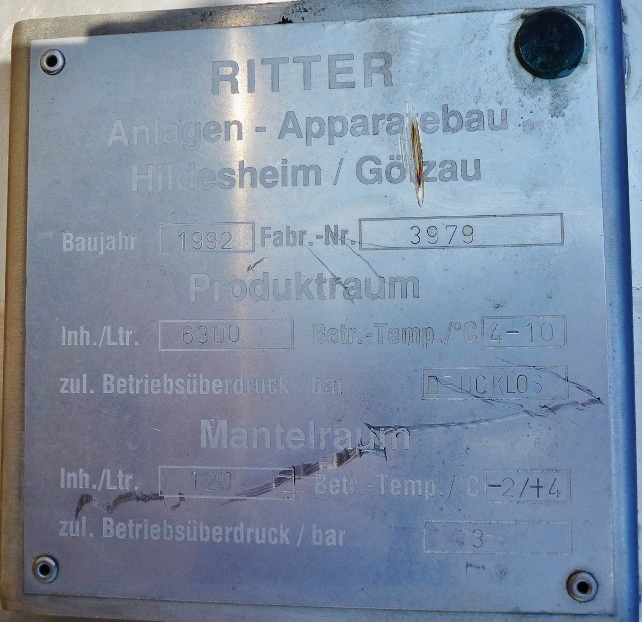 RITTER
Anlagen - Apparatebau
Hildesheim / Gölzau
Baujahr 1992 Fabr.-Nr. 3979
Produktraum
Inh./Ltr. 6300 Betr.-Temp./°C 4-10
zul. Betriebsüberdruck / bar DRUCKLOS
Mantelraum
Inh./Ltr. 120 Betr.-Temp./°C -2/+4
zul. Betriebsüberdruck / bar 3